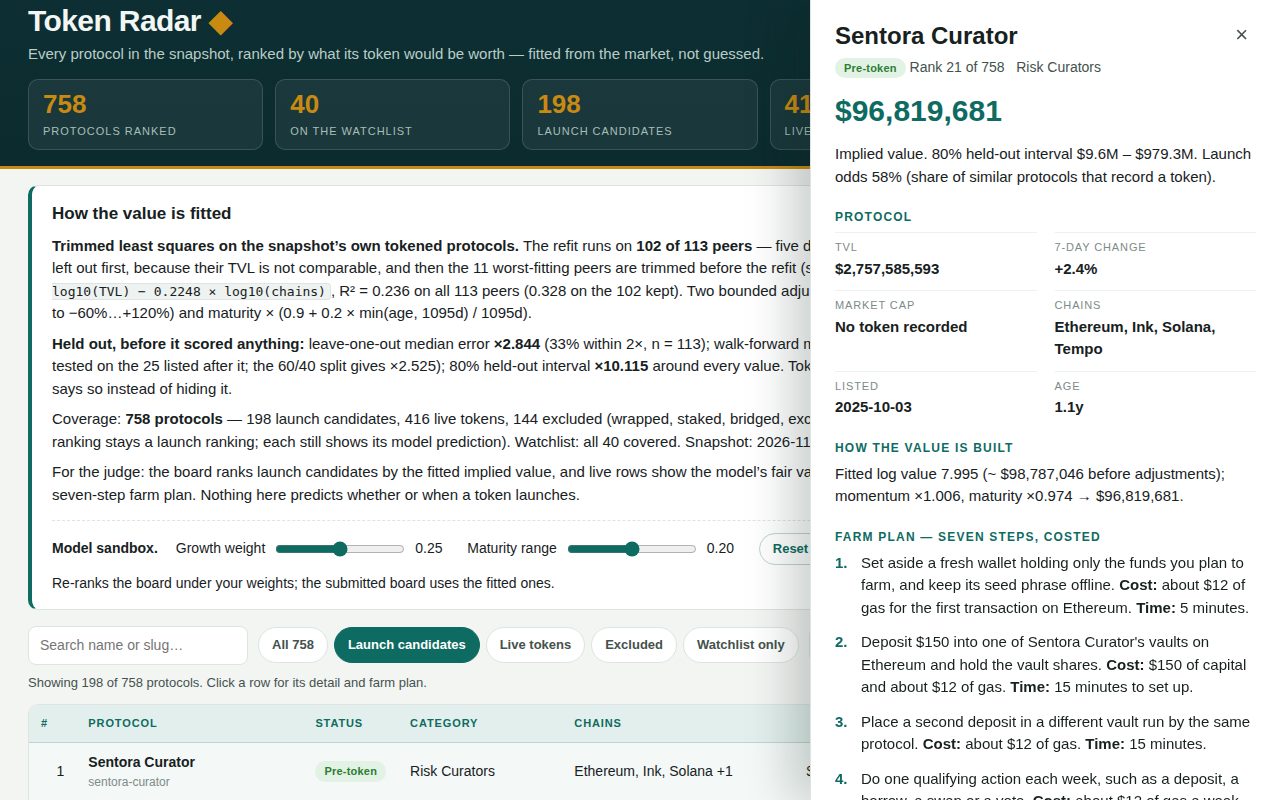 Token Radar ◆
Every protocol in the snapshot, ranked by what its token would be worth — fitted from the market, not guessed.
758
PROTOCOLS RANKED
40
ON THE WATCHLIST
198
LAUNCH CANDIDATES
41
LIVE
How the value is fitted
Trimmed least squares on the snapshot’s own tokened protocols. The refit runs on 102 of 113 peers — five
left out first, because their TVL is not comparable, and then the 11 worst-fitting peers are trimmed before the refit
log10(TVL) − 0.2248 × log10(chains) , R² = 0.236 on all 113 peers (0.328 on the 102 kept). Two bounded
to −60%…+120%) and maturity × (0.9 + 0.2 × min(age, 1095d) / 1095d).
Held out, before it scored anything: leave-one-out median error ×2.844 (33% within 2×, n = 113); walk-forward
tested on the 25 listed after it; the 60/40 split gives ×2.525); 80% held-out interval ×10.115 around every value.
says so instead of hiding it.
Coverage: 758 protocols — 198 launch candidates, 416 live tokens, 144 excluded (wrapped, staked, bridged,
ranking stays a launch ranking; each still shows its model prediction). Watchlist: all 40 covered. Snapshot: 2026-11
For the judge: the board ranks launch candidates by the fitted implied value, and live rows show the model’s fair
seven-step farm plan. Nothing here predicts whether or when a token launches.
Model sandbox. Growth weight 0.25 Maturity range 0.20 Reset
Re-ranks the board under your weights; the submitted board uses the fitted ones.
Search name or slug… All 758 Launch candidates Live tokens Excluded Watchlist only
Showing 198 of 758 protocols. Click a row for its detail and farm plan.
# PROTOCOL STATUS CATEGORY CHAINS
1 Sentora Curator Pre-token Risk Curators Ethereum, Ink, Solana +1
sentora-curator
Sentora Curator ×
Pre-token Rank 21 of 758 Risk Curators
$96,819,681
Implied value. 80% held-out interval $9.6M – $979.3M. Launch
odds 58% (share of similar protocols that record a token).
PROTOCOL
TVL 7-DAY CHANGE
$2,757,585,593 +2.4%
MARKET CAP CHAINS
No token recorded Ethereum, Ink, Solana,
Tempo
LISTED AGE
2025-10-03 1.1y
HOW THE VALUE IS BUILT
Fitted log value 7.995 (~ $98,787,046 before adjustments);
momentum ×1.006, maturity ×0.974 → $96,819,681.
FARM PLAN — SEVEN STEPS, COSTED
1. Set aside a fresh wallet holding only the funds you plan to
farm, and keep its seed phrase offline. Cost: about $12 of
gas for the first transaction on Ethereum. Time: 5 minutes.
2. Deposit $150 into one of Sentora Curator's vaults on
Ethereum and hold the vault shares. Cost: $150 of capital
and about $12 of gas. Time: 15 minutes to set up.
3. Place a second deposit in a different vault run by the same
protocol. Cost: about $12 of gas. Time: 15 minutes.
4. Do one qualifying action each week, such as a deposit, a
borrow, a swap or a vote. Cost: about $12 of gas a week.